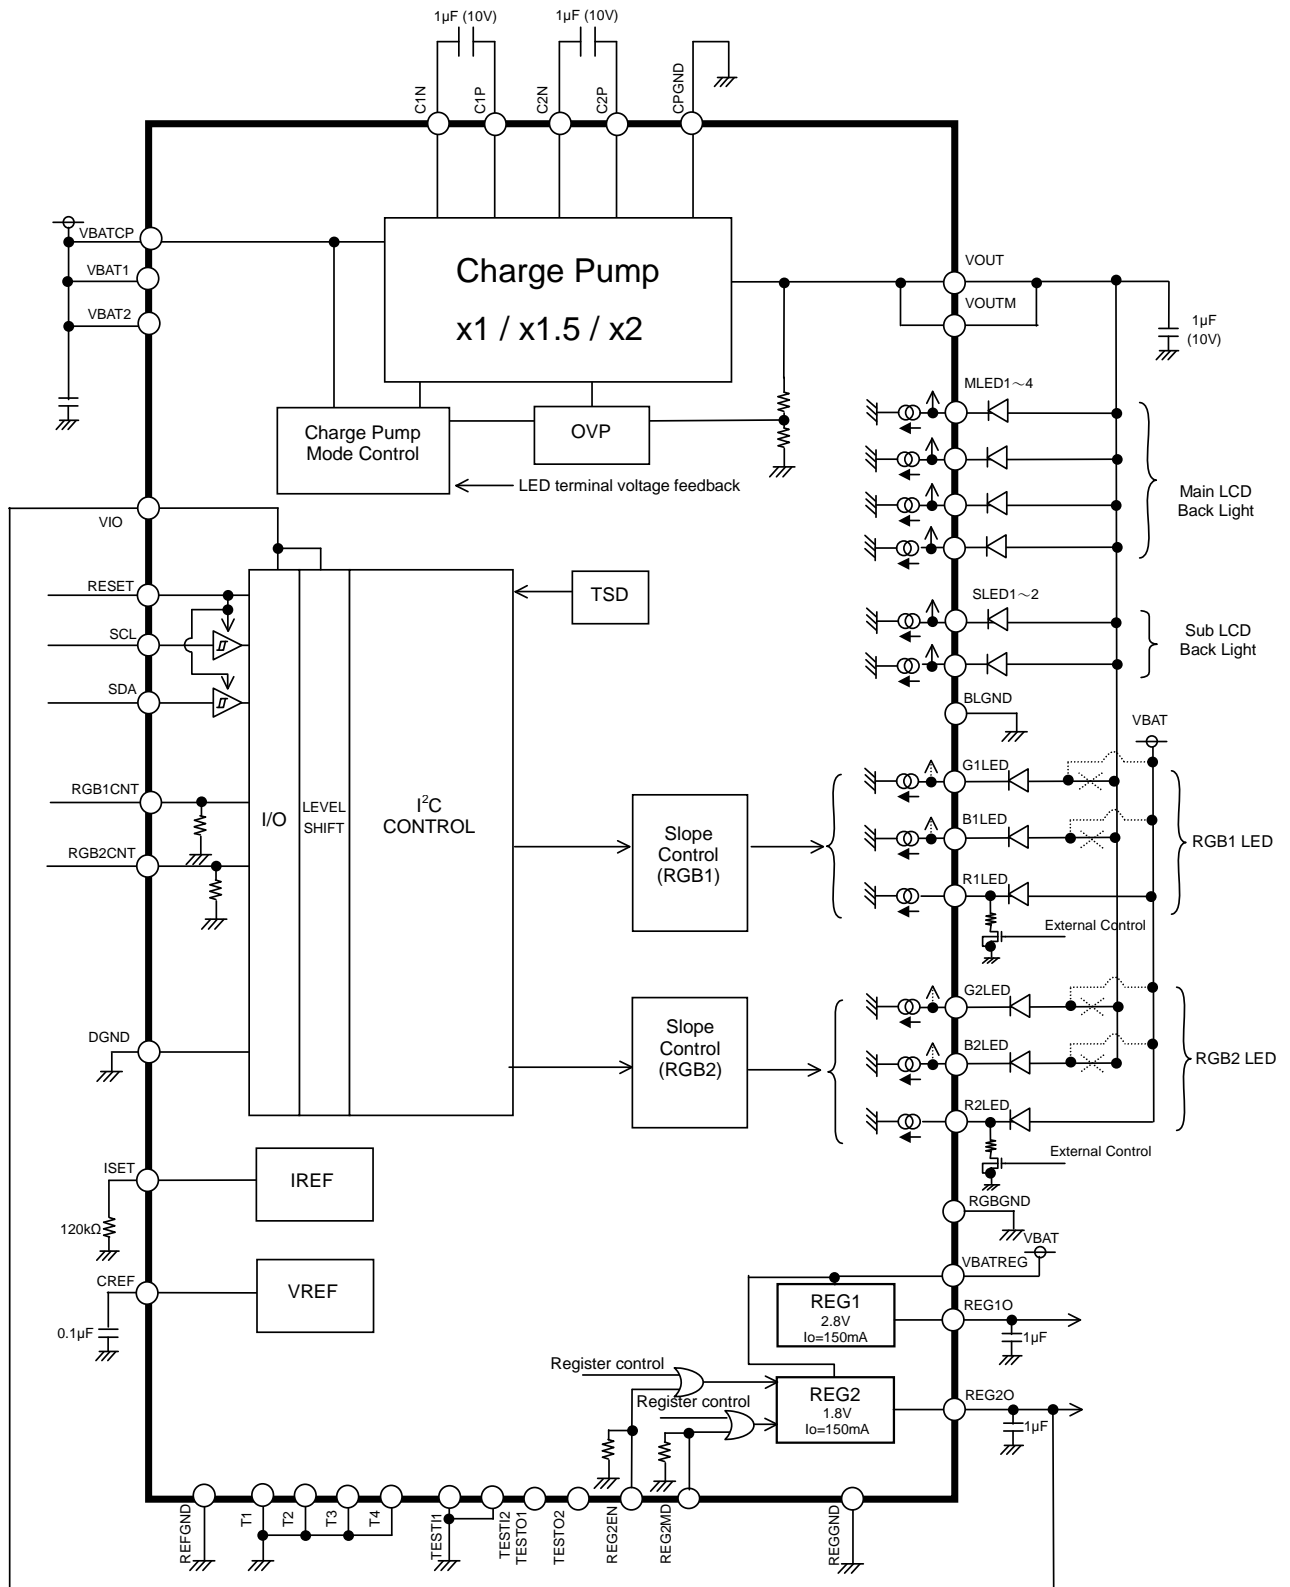 1µF (10V)
1µF (10V)
C1N
C1P
C2N
C2P
CPGND
VBATCP
VBAT1
VBAT2
Charge Pump
x1 / x1.5 / x2
VOUT
VOUTM
1µF
(10V)
Charge Pump
Mode Control
OVP
LED terminal voltage feedback
MLED1～4
Main LCD
Back Light
VIO
RESET
SCL
SDA
TSD
SLED1～2
Sub LCD
Back Light
BLGND
VBAT
RGB1CNT
RGB2CNT
I/O
LEVEL
SHIFT
I²C
CONTROL
Slope
Control
(RGB1)
G1LED
B1LED
R1LED
RGB1 LED
External Control
Slope
Control
(RGB2)
G2LED
B2LED
R2LED
RGB2 LED
External Control
DGND
ISET
120kΩ
IREF
RGBGND
VBAT
CREF
0.1µF
VREF
VBATREG
REG1
2.8V
Io=150mA
REG1O
1µF
Register control
Register control
REG2
1.8V
Io=150mA
REG2O
1µF
REFGND
T1
T2
T3
T4
TESTI1
TESTI2
TESTO1
TESTO2
REG2EN
REG2MD
REGGND